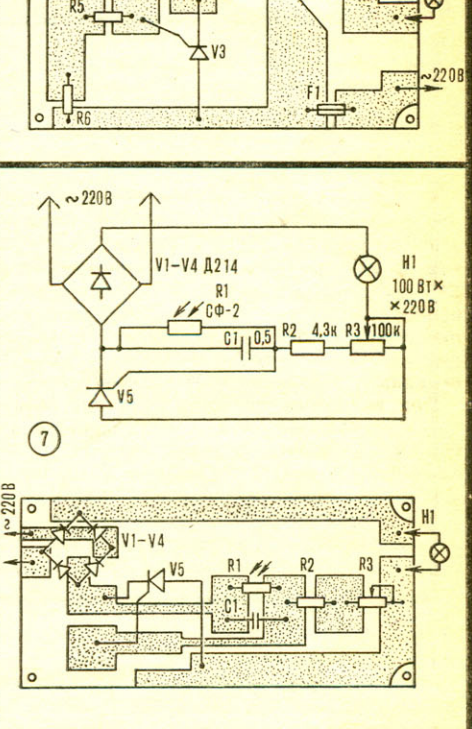 R5
V3
F1
~220В
R6
~220В
V1-V4 Д214
R1
СФ-2
H1
100 Вт×
×220В
C1 0,5 R2 4,3к R3 100к
V5
7
~ 220В
H1
V1-V4
V5 R1 R2 R3
C1